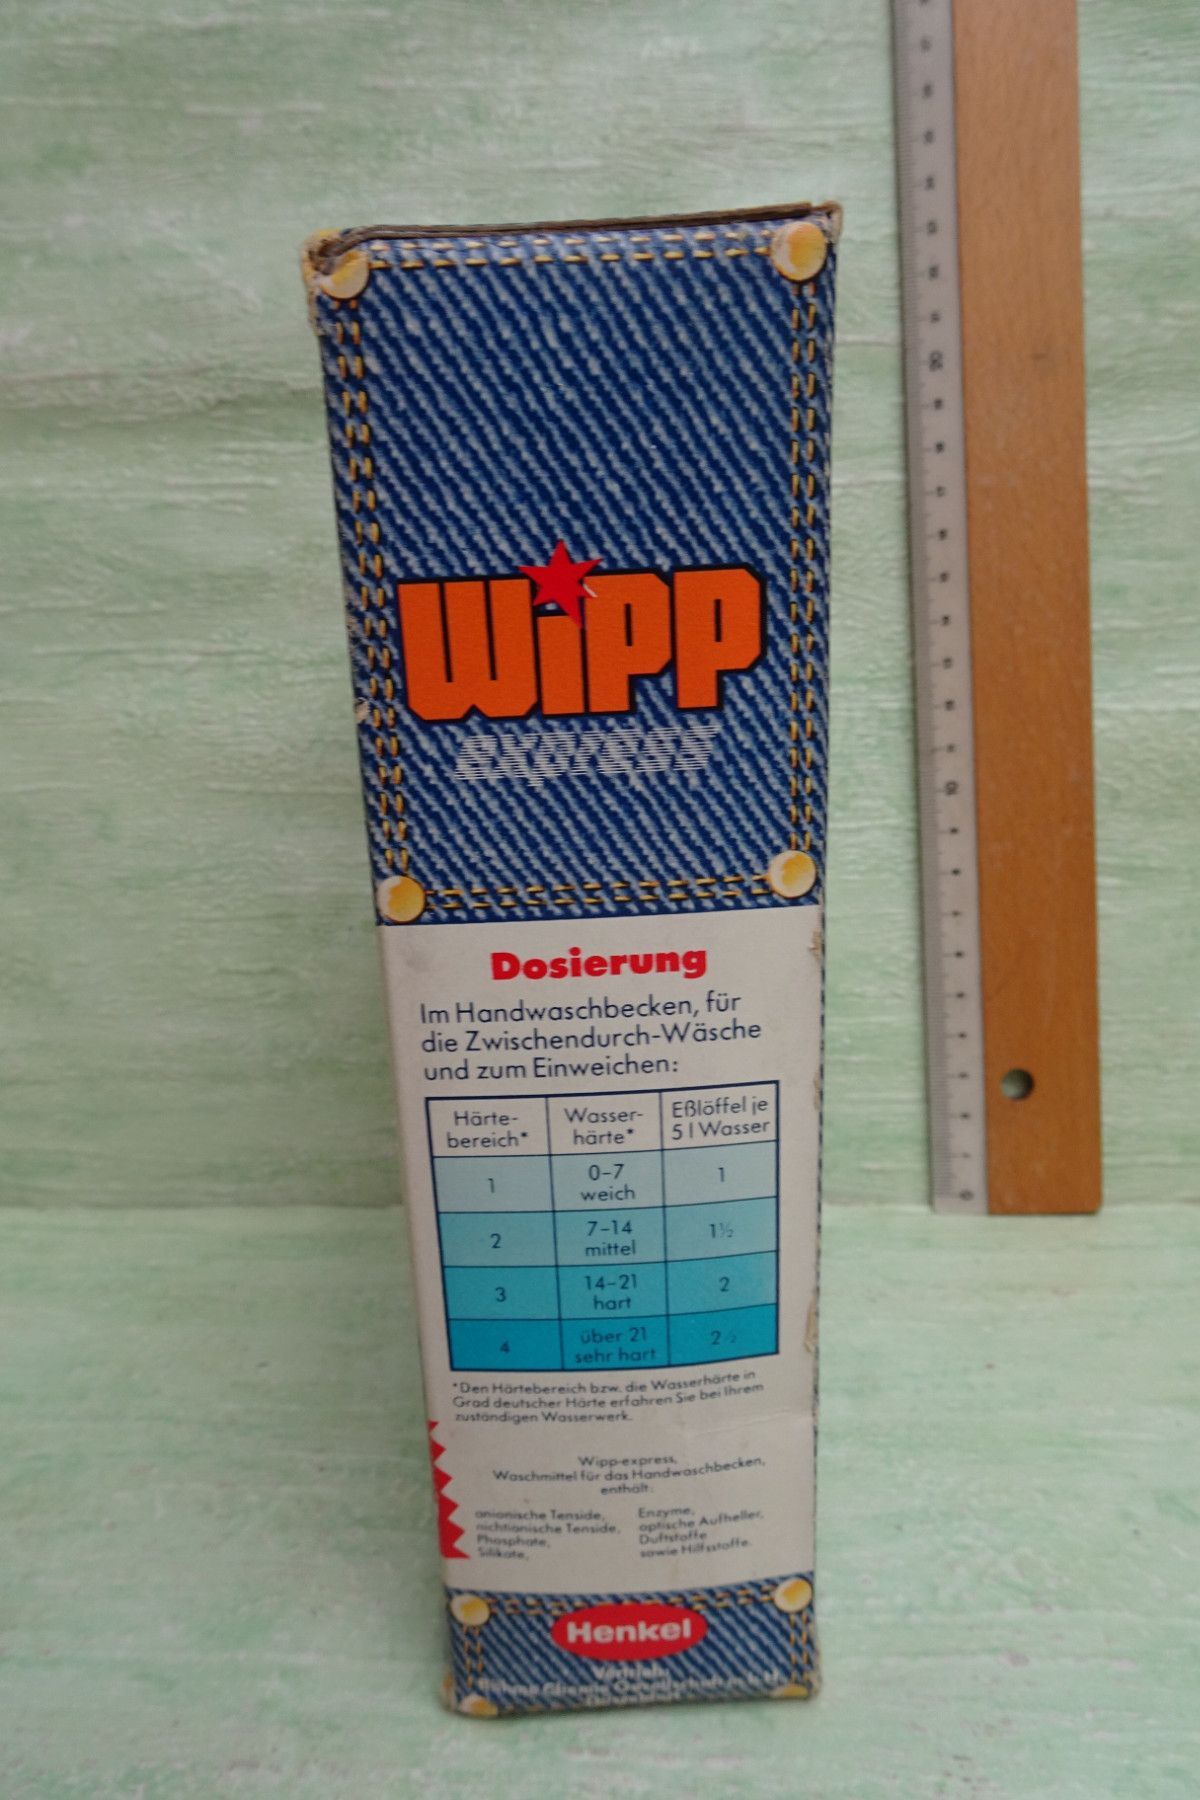 Wipp
express
Dosierung
Im Handwaschbecken, für
die Zwischendurch-Wäsche
und zum Einweichen:
Härte- Wasser- Eßlöffel je
bereich* härte* 5 l Wasser
1 0-7 weich 1
2 7-14 mittel 1½
3 14-21 hart 2
4 über 21 sehr hart 2½
*Den Härtebereich bzw. die Wasserhärte in
Grad deutscher Härte erfahren Sie bei Ihrem
zuständigen Wasserwerk.
Wipp-express,
Waschmittel für das Handwaschbecken,
enthält:
anionische Tenside,
nichtionische Tenside,
Phosphate,
Silikate,
Enzyme,
optische Aufheller,
Duftstoffe
sowie Hilfsstoffe.
Henkel
Vertrieb: